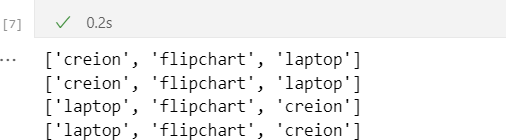 [7]
0.2s
...
['creion', 'flipchart', 'laptop']
['creion', 'flipchart', 'laptop']
['laptop', 'flipchart', 'creion']
['laptop', 'flipchart', 'creion']